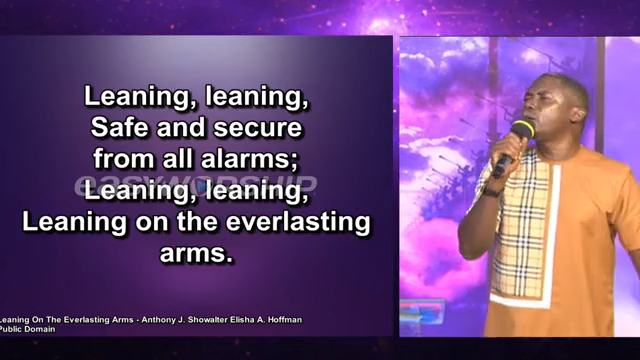 Leaning, leaning,
Safe and secure
from all alarms;
easyworship
Leaning, leaning,
Leaning on the everlasting
arms.
Leaning On The Everlasting Arms - Anthony J. Showalter Elisha A. Hoffman
Public Domain